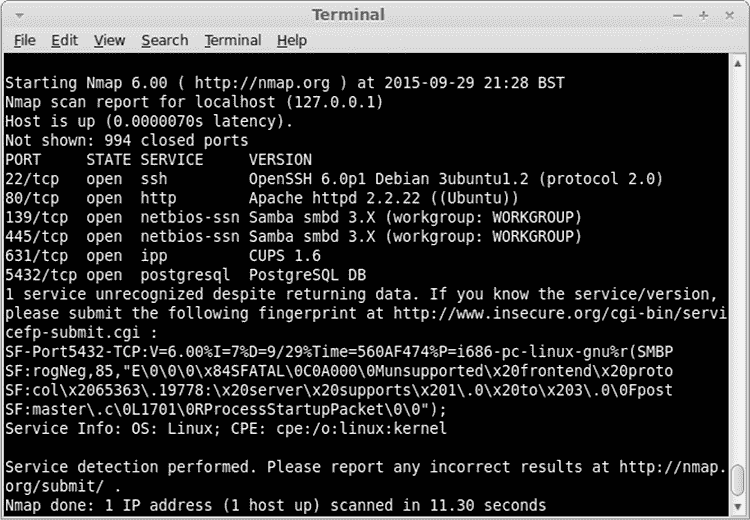 Terminal
File Edit View Search Terminal Help
Starting Nmap 6.00 ( http://nmap.org ) at 2015-09-29 21:28 BST
Nmap scan report for localhost (127.0.0.1)
Host is up (0.0000070s latency).
Not shown: 994 closed ports
PORT     STATE SERVICE     VERSION
22/tcp   open  ssh         OpenSSH 6.0p1 Debian 3ubuntu1.2 (protocol 2.0)
80/tcp   open  http        Apache httpd 2.2.22 ((Ubuntu))
139/tcp  open  netbios-ssn Samba smbd 3.X (workgroup: WORKGROUP)
445/tcp  open  netbios-ssn Samba smbd 3.X (workgroup: WORKGROUP)
631/tcp  open  ipp         CUPS 1.6
5432/tcp open  postgresql  PostgreSQL DB
1 service unrecognized despite returning data. If you know the service/version,
please submit the following fingerprint at http://www.insecure.org/cgi-bin/servi
cefp-submit.cgi :
SF-Port5432-TCP:V=6.00%I=7%D=9/29%Time=560AF474%P=i686-pc-linux-gnu%r(SMBP
SF:rogNeg,85,"E\0\0\0\x84SFATAL\0C0A000\0Munsupported\x20frontend\x20proto
SF:col\x2065363\.19778:\x20server\x20supports\x201\.0\x20to\x203\.0\0Fpost
SF:master\.c\0L1701\0RProcessStartupPacket\0\0");
Service Info: OS: Linux; CPE: cpe:/o:linux:kernel
Service detection performed. Please report any incorrect results at http://nmap.
org/submit/ .
Nmap done: 1 IP address (1 host up) scanned in 11.30 seconds